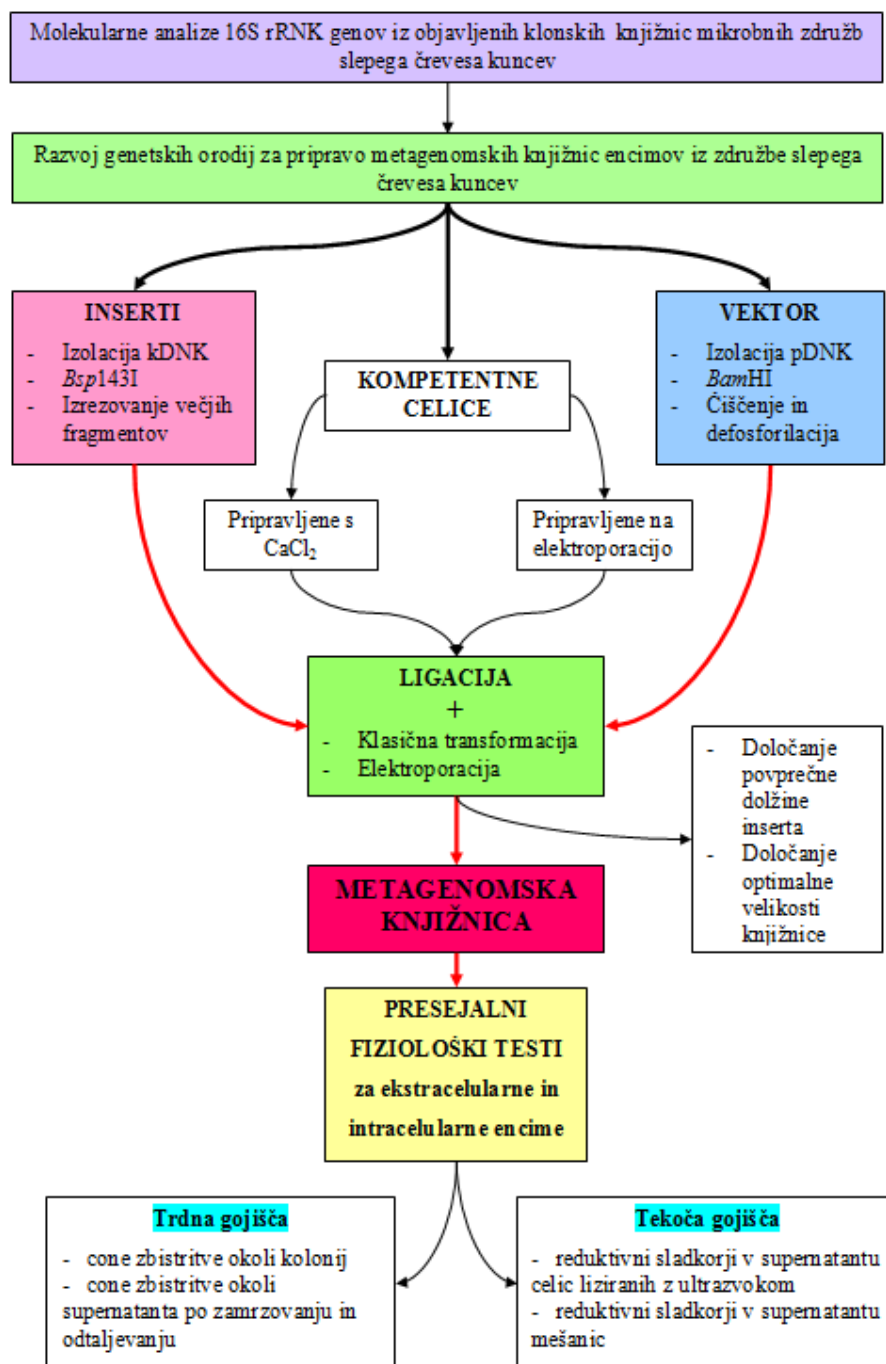 Molekularne analize 16S rRNK genov iz objavljenih klonskih knjižnic mikrobnih združb
slepega črevesa kuncev
Razvoj genetskih orodij za pripravo metagenomskih knjižnic encimov iz združbe slepega
črevesa kuncev
INSERTI
- Izolacija kDNK
- Bsp143I
- Izrezovanje večjih
fragmentov
KOMPETENTNE
CELICE
VEKTOR
- Izolacija pDNK
- BamHI
- Čiščenje in
defosforilacija
Pripravljene s
CaCl₂
Pripravljene na
elektroporacijo
LIGACIJA
+
- Klasična transformacija
- Elektroporacija
- Določanje
povprečne
dolžine
inserta
- Določanje
optimalne
velikosti
knjižnice
METAGENOMSKA
KNJIŽNICA
PRESEJALNI
FIZIOLOŠKI TESTI
za ekstracelularne in
intracelularne encime
Trdna gojišča
- cone zbistritve okoli kolonij
- cone zbistritve okoli
supernatanta po zamrzovanju in
odtaljevanju
Tekoča gojišča
- reduktivni sladkorji v supernatantu
celic liziranih z ultrazvokom
- reduktivni sladkorji v supernatantu
mešanic